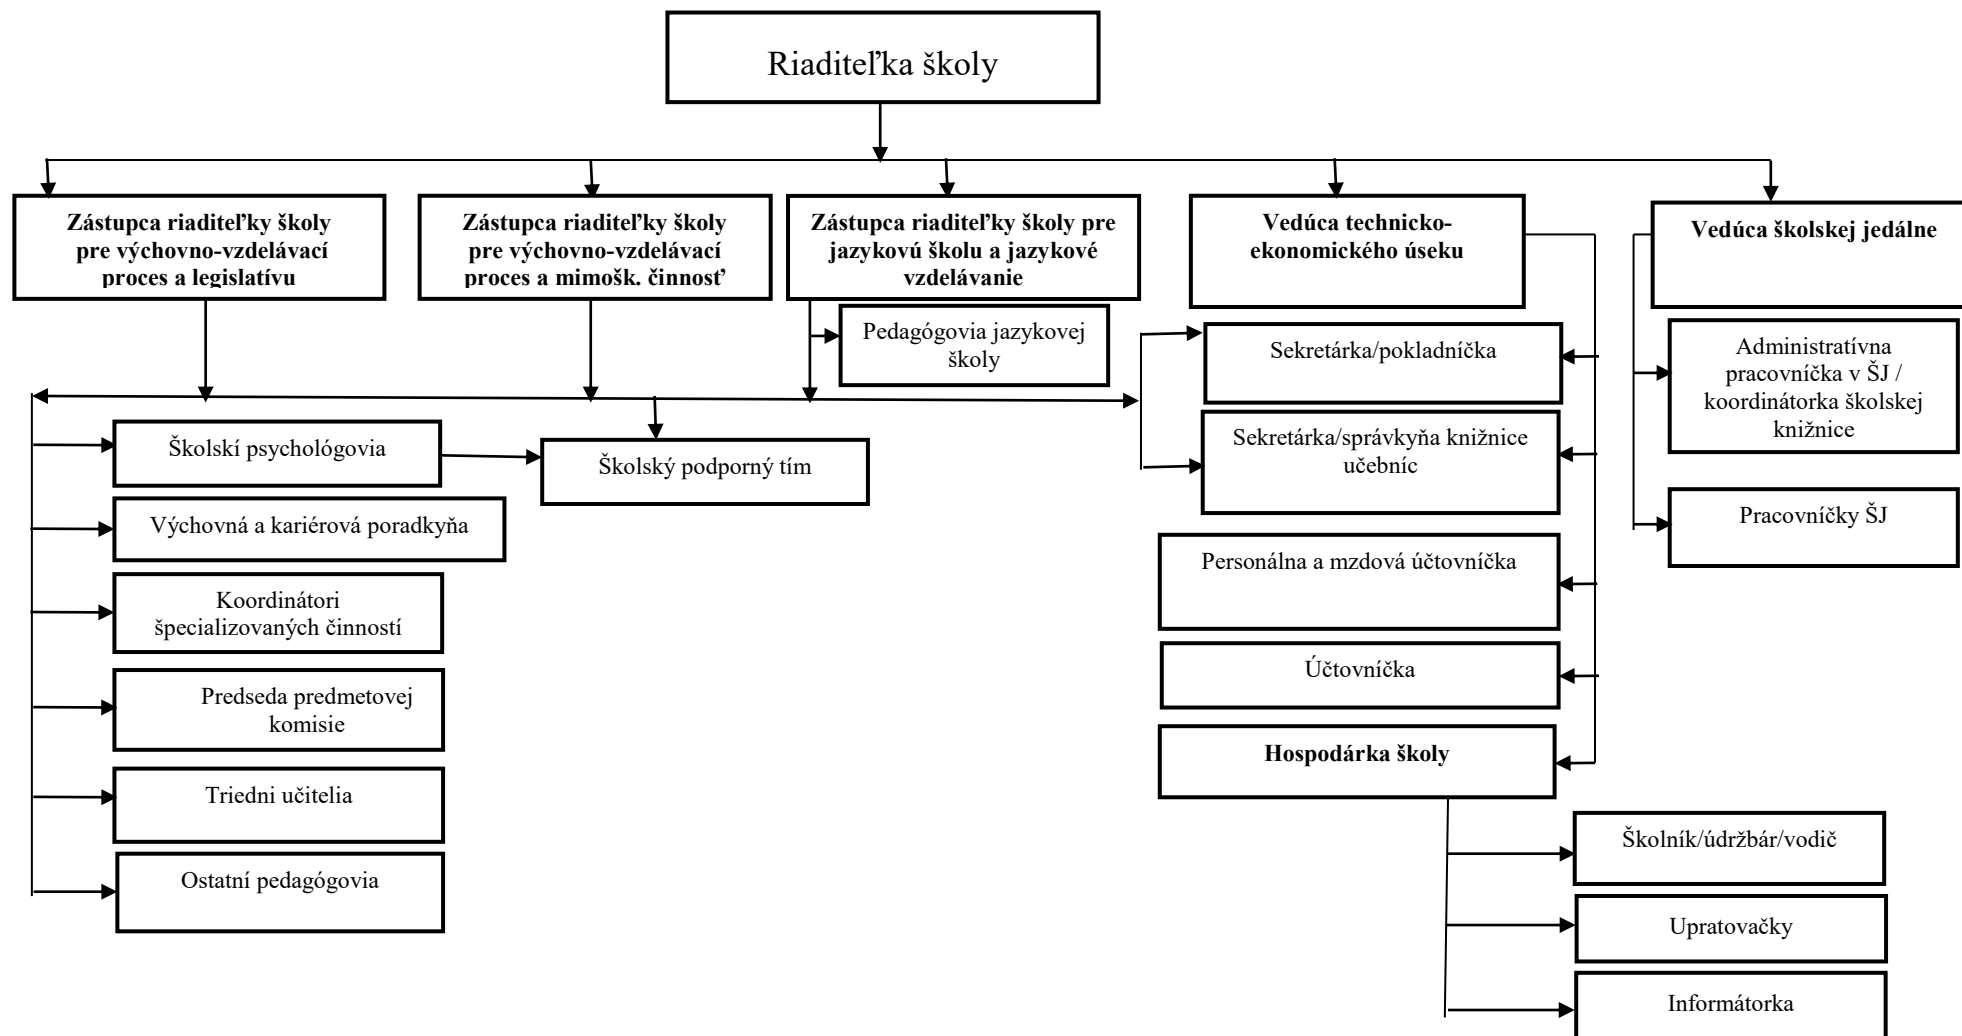 Riaditeľka školy
Zástupca riaditeľky školy
pre výchovno-vzdelávací
proces a legislatívu
Zástupca riaditeľky školy
pre výchovno-vzdelávací
proces a mimošk. činnosť
Zástupca riaditeľky školy pre
jazykovú školu a jazykové
vzdelávanie
Vedúca technicko-
ekonomického úseku
Vedúca školskej jedálne
Pedagógovia jazykovej
školy
Sekretárka/pokladníčka
Administratívna
pracovníčka v ŠJ /
koordinátorka školskej
knižnice
Školskí psychológovia
Školský podporný tím
Sekretárka/správkyňa knižnice
učebníc
Výchovná a kariérová poradkyňa
Pracovníčky ŠJ
Personálna a mzdová účtovníčka
Koordinátori
špecializovaných činností
Účtovníčka
Predseda predmetovej
komisie
Hospodárka školy
Triedni učitelia
Školník/údržbár/vodič
Ostatní pedagógovia
Upratovačky
Informátorka